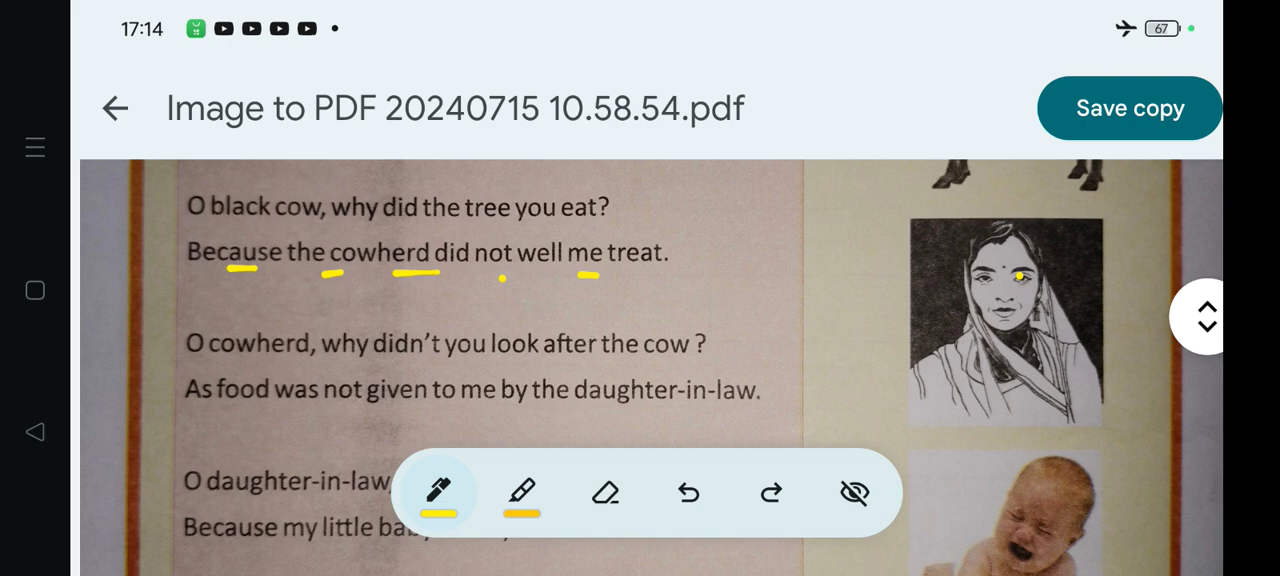 17:14
67
Image to PDF 20240715 10.58.54.pdf
Save copy
O black cow, why did the tree you eat?
Because the cowherd did not well me treat.
O cowherd, why didn't you look after the cow ?
As food was not given to me by the daughter-in-law.
O daughter-in-law,
Because my little